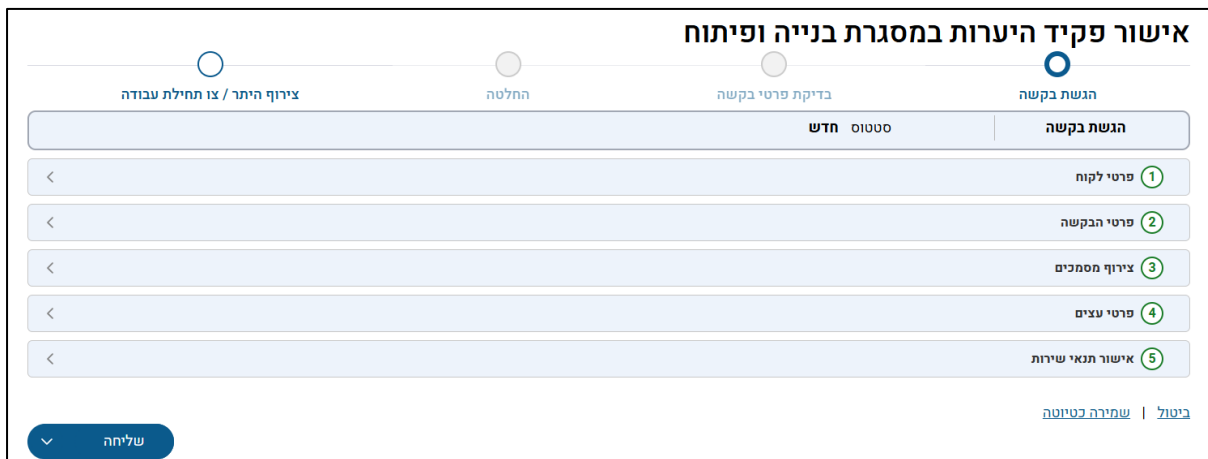 אישור פקיד היערות במסגרת בנייה ופיתוח
הגשת בקשה
בדיקת פרטי בקשה
החלטה
צירוף היתר / צו תחילת עבודה
הגשת בקשה | סטטוס חדש
1 פרטי לקוח
2 פרטי הבקשה
3 צירוף מסמכים
4 פרטי עצים
5 אישור תנאי שירות
ביטול | שמירה כטיוטה
שליחה